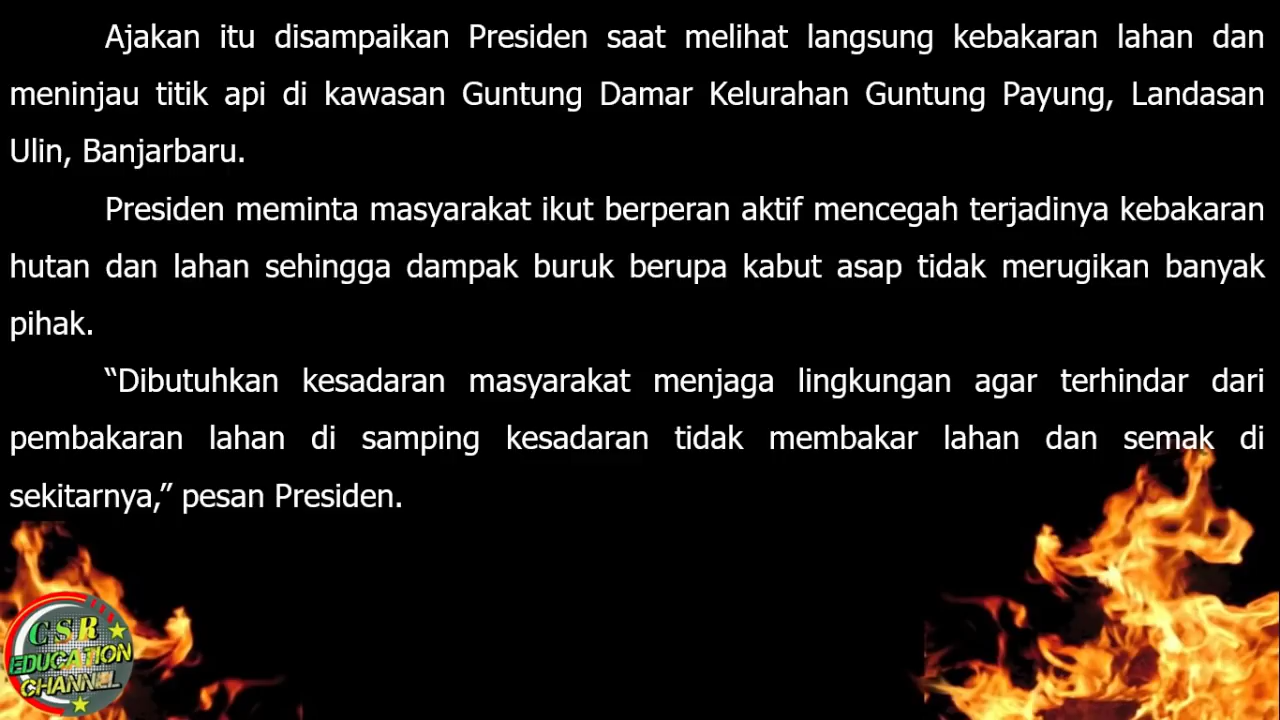 Ajakan itu disampaikan Presiden saat melihat langsung kebakaran lahan dan
meninjau titik api di kawasan Guntung Damar Kelurahan Guntung Payung, Landasan
Ulin, Banjarbaru.
Presiden meminta masyarakat ikut berperan aktif mencegah terjadinya kebakaran
hutan dan lahan sehingga dampak buruk berupa kabut asap tidak merugikan banyak
pihak.
“Dibutuhkan kesadaran masyarakat menjaga lingkungan agar terhindar dari
pembakaran lahan di samping kesadaran tidak membakar lahan dan semak di
sekitarnya,” pesan Presiden.
CSR
EDUCATION
CHANNEL